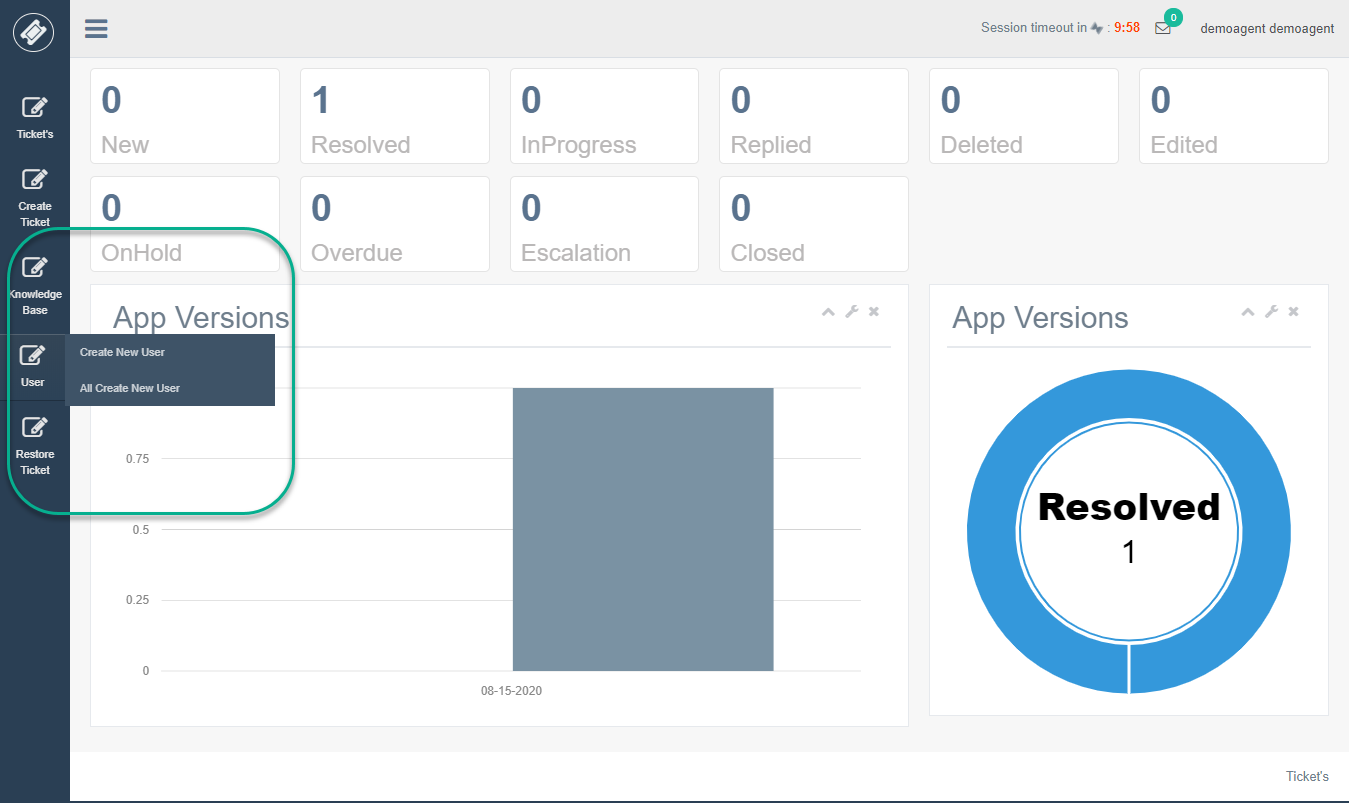 Session timeout in : 9:58
0
demoagent demoagent
Ticket's
Create
Ticket
Knowledge
Base
User
Create New User
All Create New User
Restore
Ticket
0
New
1
Resolved
0
InProgress
0
Replied
0
Deleted
0
Edited
0
OnHold
0
Overdue
0
Escalation
0
Closed
App Versions
0.75
0.5
0.25
0
08-15-2020
App Versions
Resolved
1
Ticket's